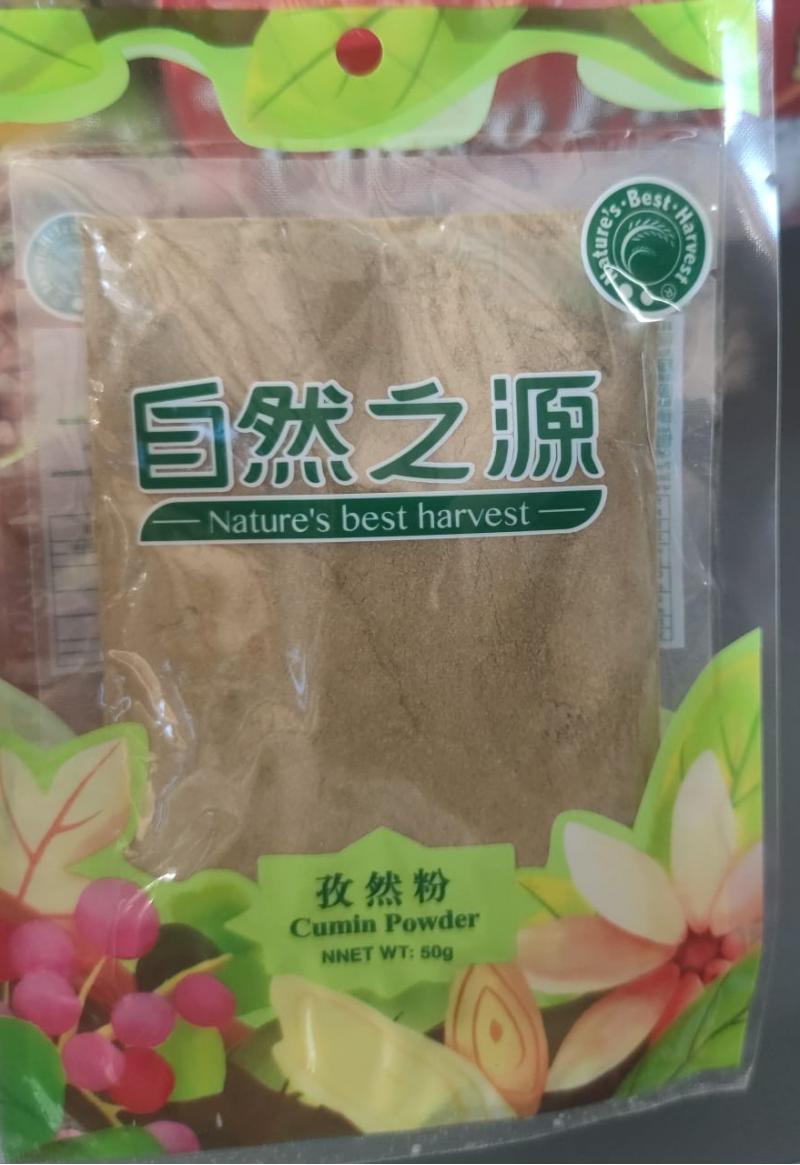 Nature's·Best·Harvest
®
自然之源
Nature's best harvest
孜然粉
Cumin Powder
NNET WT: 50g